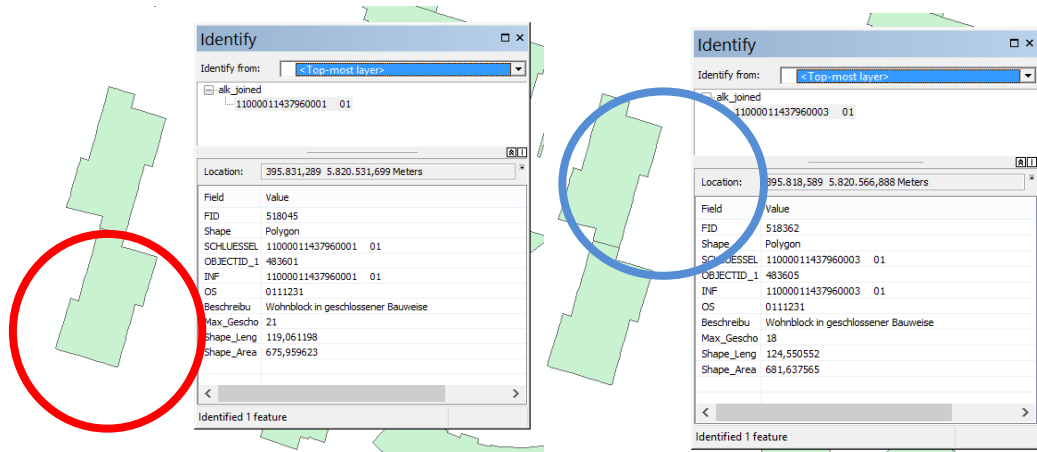 Identify
Identify from: <Top-most layer>
alk_joined
11000011437960001 01
Location: 395.831,289 5.820.531,699 Meters
Field Value
FID 518045
Shape Polygon
SCHLUESSEL 11000011437960001 01
OBJECTID_1 483601
INF 11000011437960001 01
OS 0111231
Beschreibu Wohnblock in geschlossener Bauweise
Max_Gescho 21
Shape_Leng 119,061198
Shape_Area 675,959623
Identified 1 feature
Identify
Identify from: <Top-most layer>
alk_joined
11000011437960003 01
Location: 395.818,589 5.820.566,888 Meters
Field Value
FID 518362
Shape Polygon
SCHLUESSEL 11000011437960003 01
OBJECTID_1 483605
INF 11000011437960003 01
OS 0111231
Beschreibu Wohnblock in geschlossener Bauweise
Max_Gescho 18
Shape_Leng 124,550552
Shape_Area 681,637565
Identified 1 feature